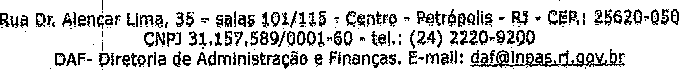 Rua Dr. Alencar Lima, 35 - salas 101/115 - Centro - Petrópolis - RJ - CEP.: 25620-050
CNPJ 31.157.589/0001-60 - tel.: (24) 2220-9200
DAF- Diretoria de Administração e Finanças. E-mail: daf@inpas.rj.gov.br